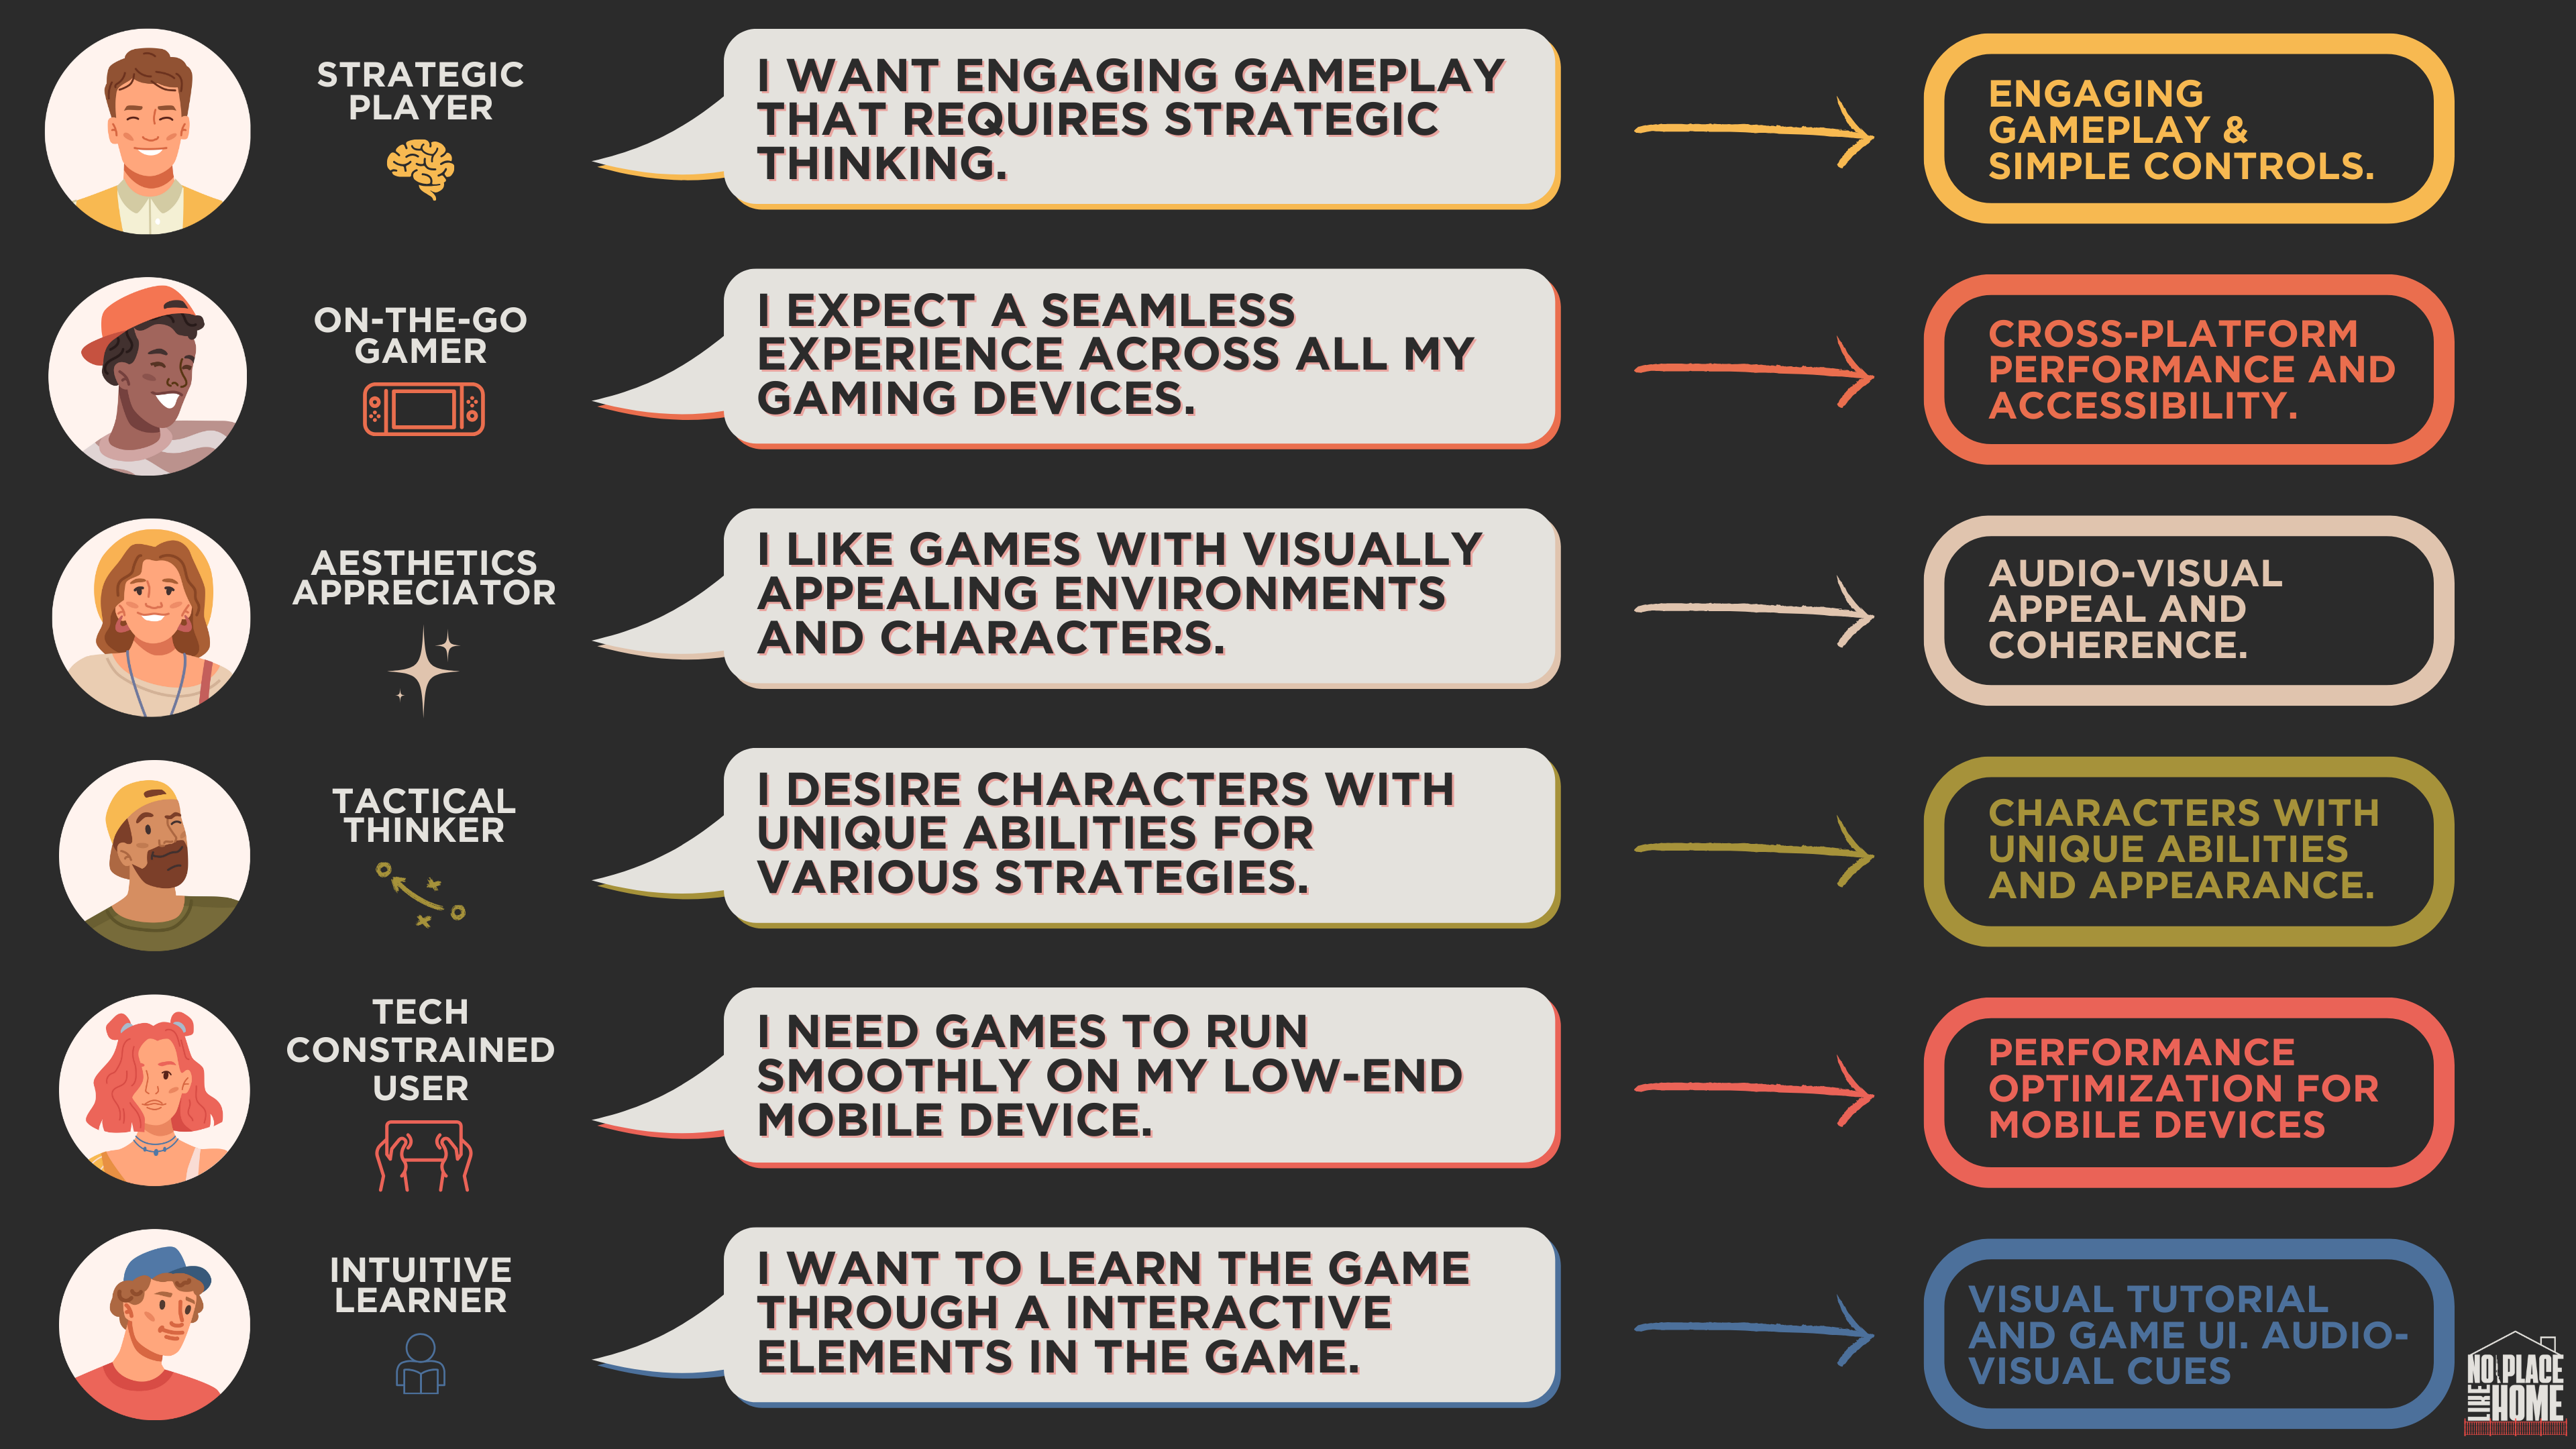 STRATEGIC
PLAYER
I WANT ENGAGING GAMEPLAY
THAT REQUIRES STRATEGIC
THINKING.
ENGAGING
GAMEPLAY &
SIMPLE CONTROLS.
ON-THE-GO
GAMER
I EXPECT A SEAMLESS
EXPERIENCE ACROSS ALL MY
GAMING DEVICES.
CROSS-PLATFORM
PERFORMANCE AND
ACCESSIBILITY.
AESTHETICS
APPRECIATOR
I LIKE GAMES WITH VISUALLY
APPEALING ENVIRONMENTS
AND CHARACTERS.
AUDIO-VISUAL
APPEAL AND
COHERENCE.
TACTICAL
THINKER
I DESIRE CHARACTERS WITH
UNIQUE ABILITIES FOR
VARIOUS STRATEGIES.
CHARACTERS WITH
UNIQUE ABILITIES
AND APPEARANCE.
TECH
CONSTRAINED
USER
I NEED GAMES TO RUN
SMOOTHLY ON MY LOW-END
MOBILE DEVICE.
PERFORMANCE
OPTIMIZATION FOR
MOBILE DEVICES
INTUITIVE
LEARNER
I WANT TO LEARN THE GAME
THROUGH A INTERACTIVE
ELEMENTS IN THE GAME.
VISUAL TUTORIAL
AND GAME UI. AUDIO-
VISUAL CUES
NO PLACE
LIKE HOME